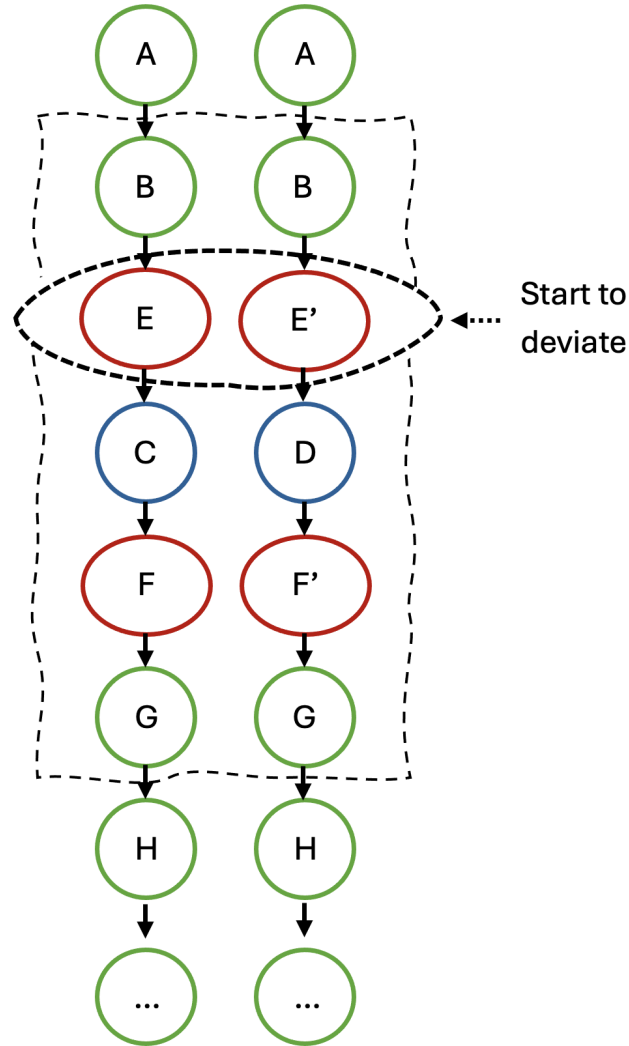 A A
B B
E E’
Start to
deviate
C D
F F’
G G
H H
... ...